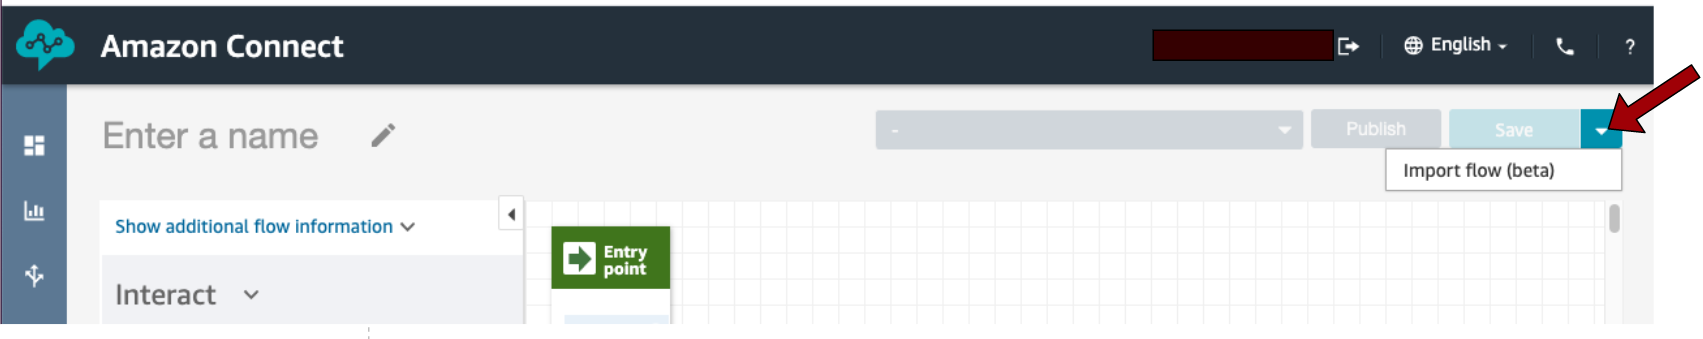 Amazon Connect
English
?
Enter a name
-
Publish
Save
Import flow (beta)
Show additional flow information
Entry
point
Interact